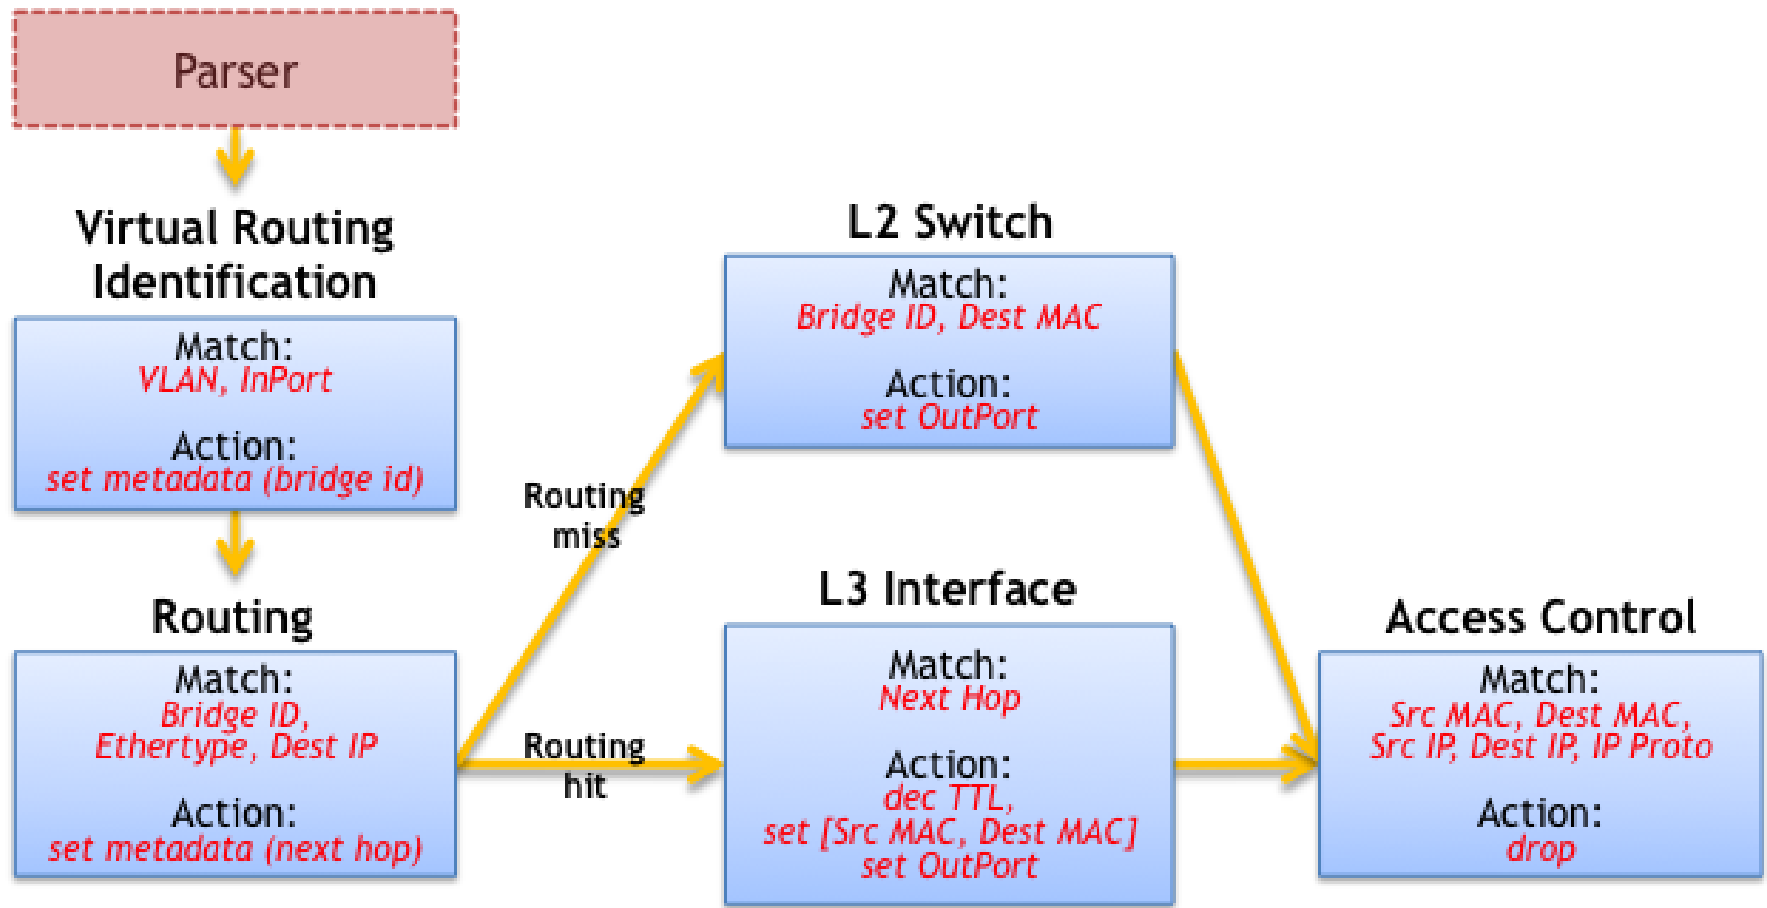 Parser
Virtual Routing
Identification
Match:
VLAN, InPort
Action:
set metadata (bridge id)
Routing
Match:
Bridge ID,
Ethertype, Dest IP
Action:
set metadata (next hop)
Routing
miss
Routing
hit
L2 Switch
Match:
Bridge ID, Dest MAC
Action:
set OutPort
L3 Interface
Match:
Next Hop
Action:
dec TTL,
set [Src MAC, Dest MAC]
set OutPort
Access Control
Match:
Src MAC, Dest MAC,
Src IP, Dest IP, IP Proto
Action:
drop